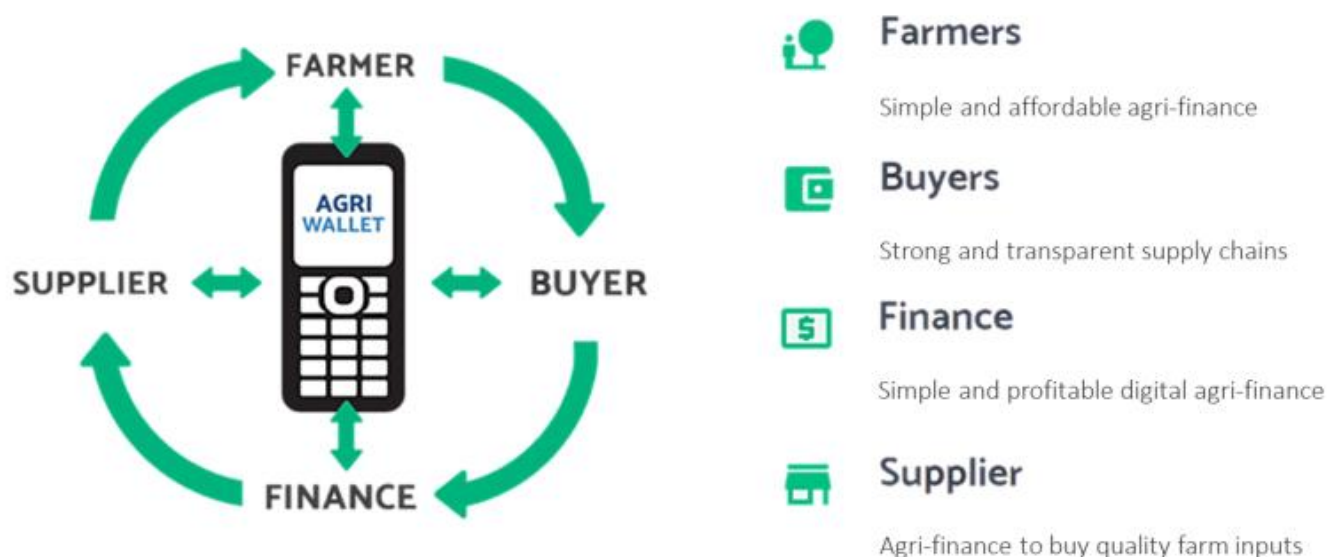 FARMER
AGRI
WALLET
SUPPLIER
BUYER
FINANCE
Farmers
Simple and affordable agri-finance
Buyers
Strong and transparent supply chains
Finance
$
Simple and profitable digital agri-finance
Supplier
Agri-finance to buy quality farm inputs